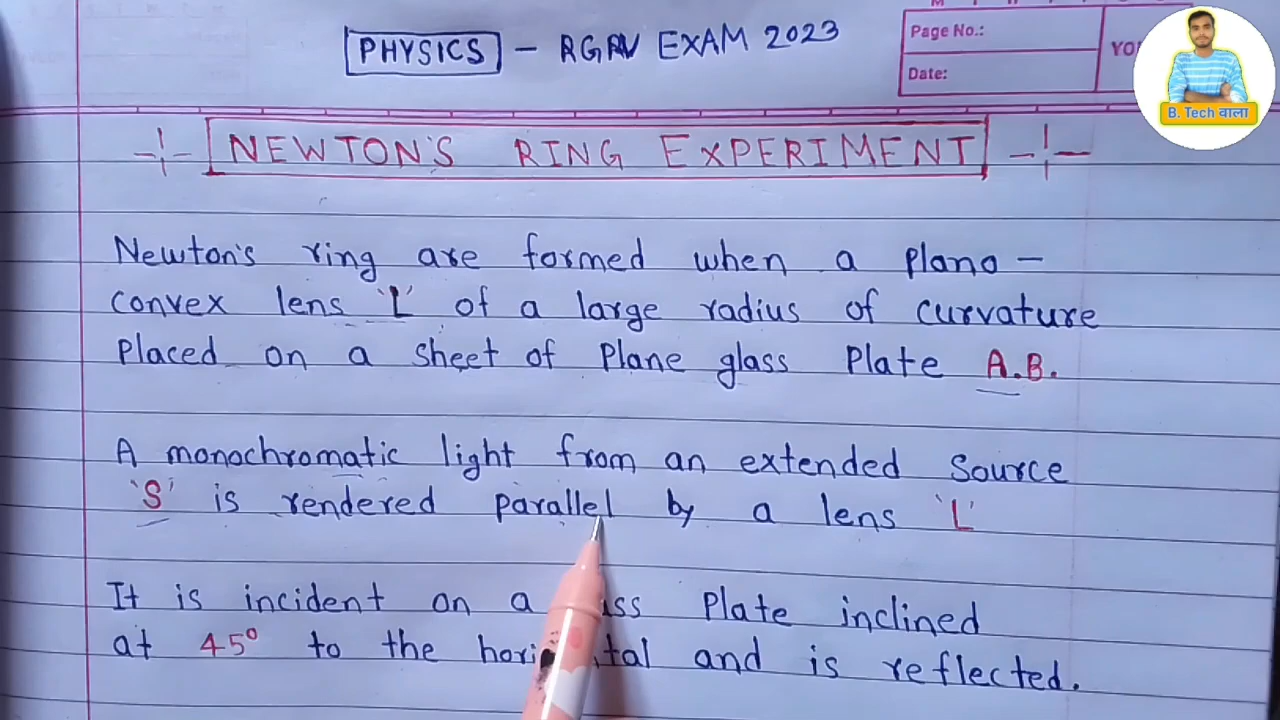 PHYSICS - RGPV EXAM 2023
Page No.:
Date:
YO
B. Tech वाला
NEWTON'S RING EXPERIMENT
Newton's ring are formed when a plano -
convex lens 'L' of a large radius of curvature
Placed on a sheet of Plane glass Plate A.B.
A monochromatic light from an extended Source
'S' is rendered parallel by a lens 'L'
It is incident on a Plate inclined
at 45° to the and is reflected.